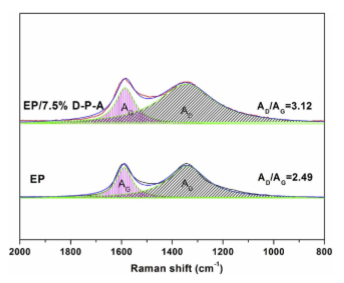 EP/7.5% D-P-A
A_G
A_D
A_D/A_G=3.12
EP
A_G
A_G
A_D/A_G=2.49
2000 1800 1600 1400 1200 1000 800
Raman shift (cm⁻¹)